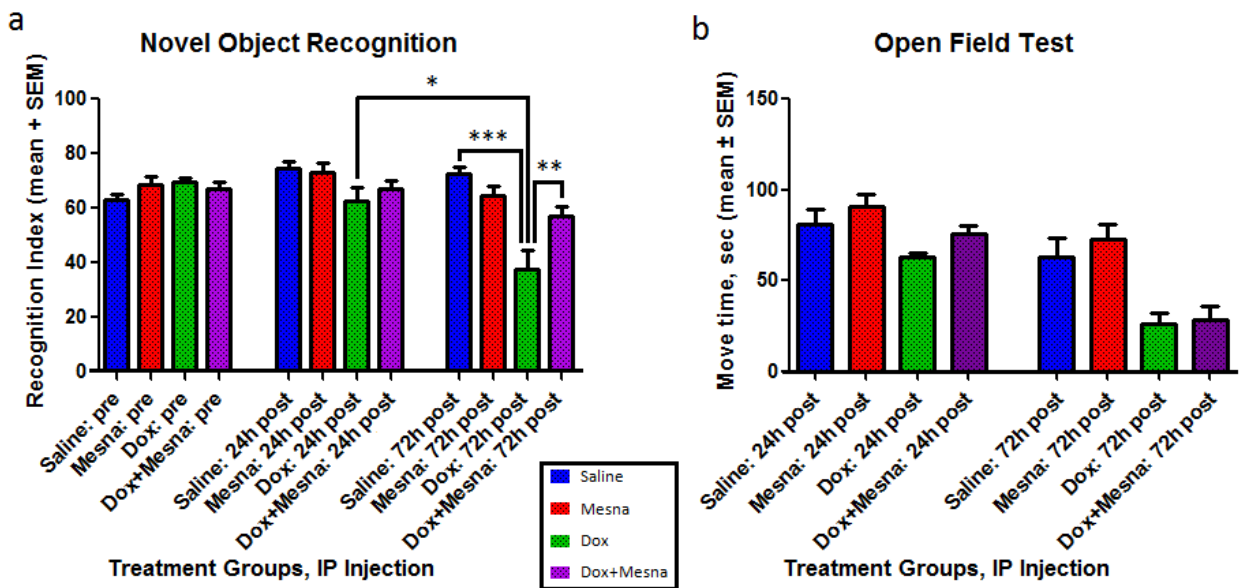 a
Novel Object Recognition
Recognition Index (mean + SEM)
100
80
60
40
20
0
*
***
**
Saline: pre
Mesna: pre
Dox: pre
Dox+Mesna: pre
Saline: 24h post
Mesna: 24h post
Dox: 24h post
Dox+Mesna: 24h post
Saline: 72h post
Mesna: 72h post
Dox: 72h post
Dox+Mesna: 72h post
Treatment Groups, IP Injection
Saline
Mesna
Dox
Dox+Mesna
b
Open Field Test
Move time, sec (mean ± SEM)
150
100
50
0
Saline: 24h post
Mesna: 24h post
Dox: 24h post
Dox+Mesna: 24h post
Saline: 72h post
Mesna: 72h post
Dox: 72h post
Dox+Mesna: 72h post
Treatment Groups, IP Injection